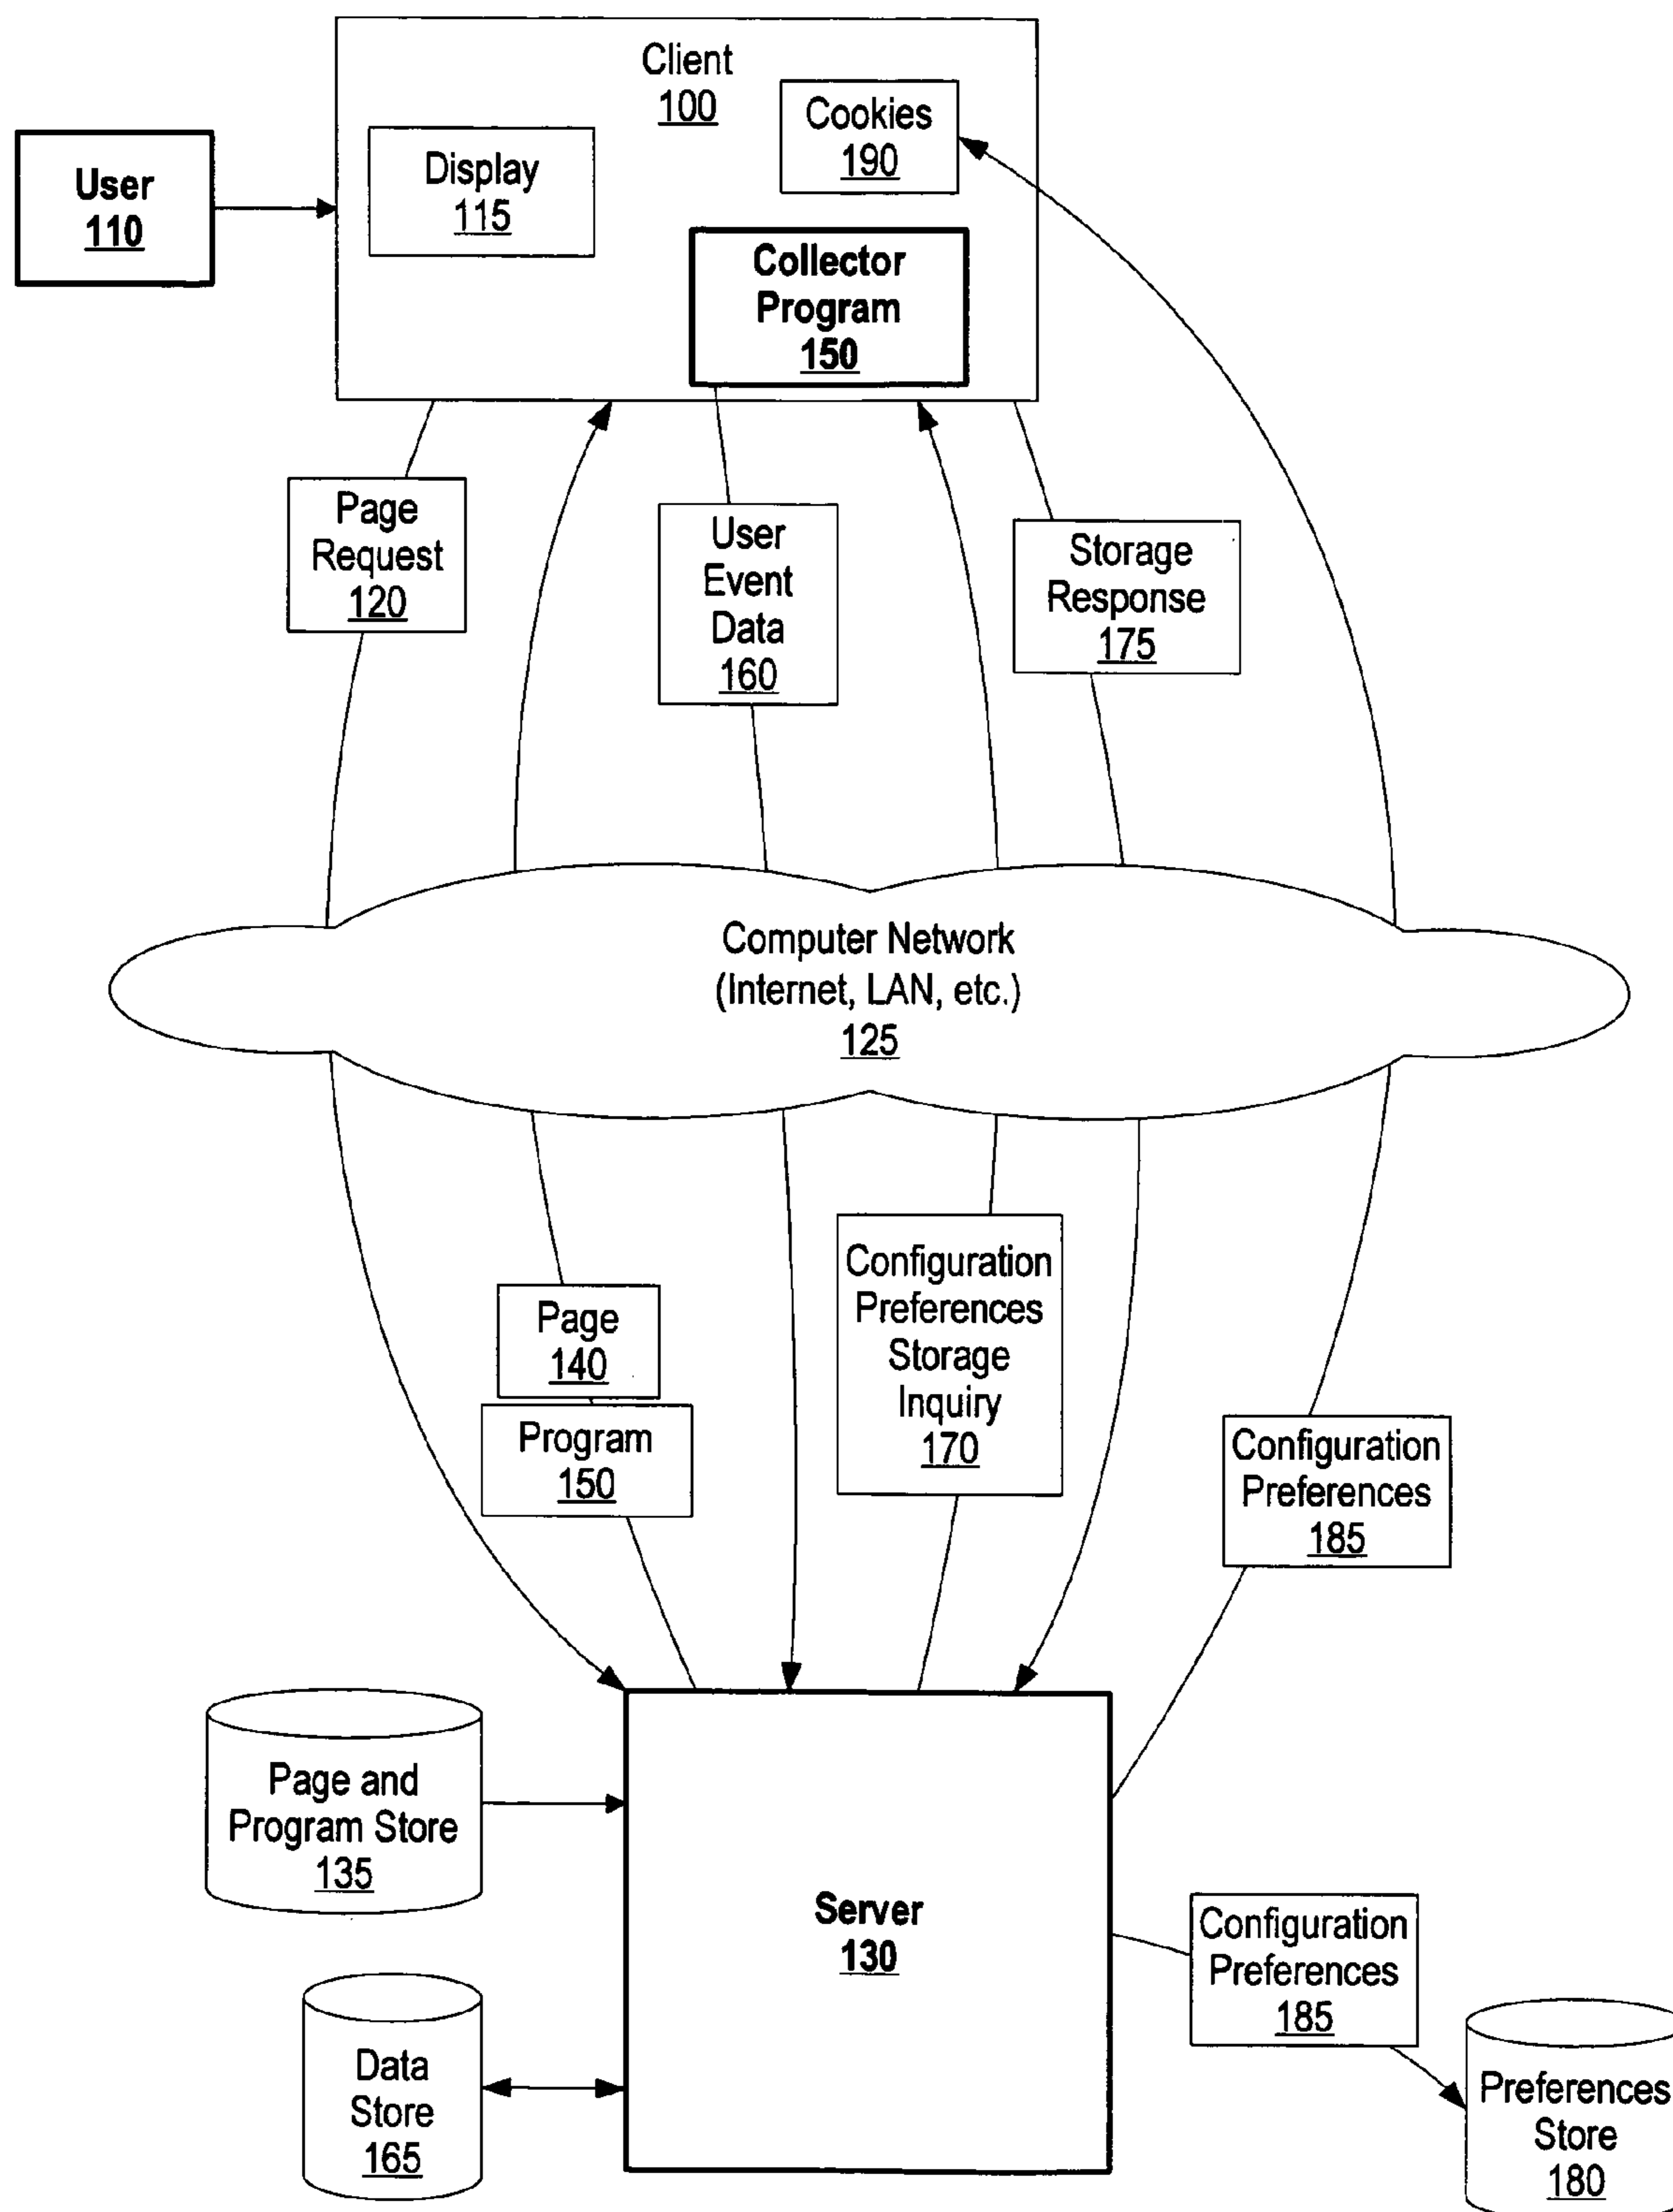 Client
100
Cookies
190
Display
115
User
110
Collector
Program
150
Page
Request
120
User
Event
Data
160
Storage
Response
175
Computer Network
(Internet, LAN, etc.)
125
Configuration
Preferences
Storage
Inquiry
170
Page
140
Program
150
Configuration
Preferences
185
Page and
Program Store
135
Server
130
Configuration
Preferences
185
Data
Store
165
Preferences
Store
180